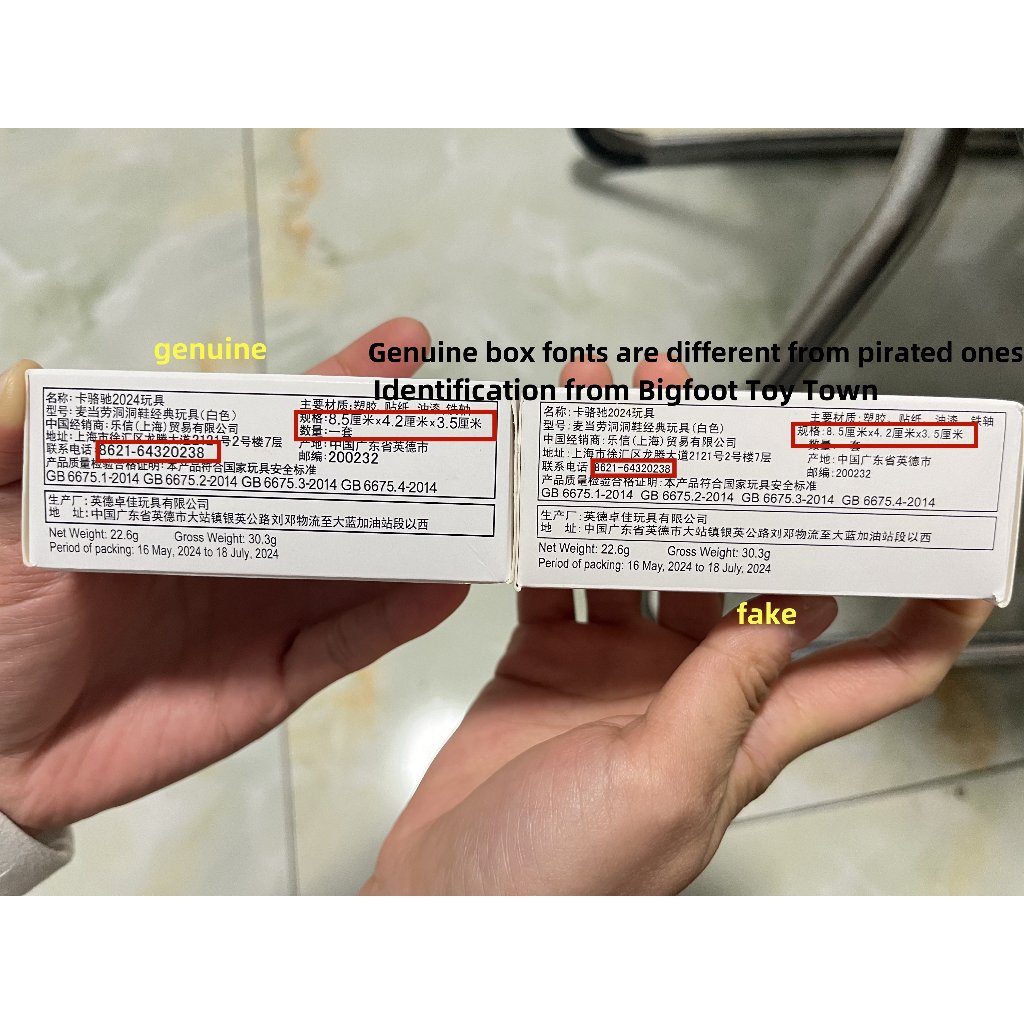 genuine
Genuine box fonts are different from pirated ones
Identification from Bigfoot Toy Town
名称:卡骆驰2024玩具
型号:麦当劳洞洞鞋经典玩具(白色)
中国经销商:乐信(上海)贸易有限公司
地址:上海市徐汇区龙腾大道2121号2号楼7层
联系电话 8621-64320238
产品质量检验合格证明:本产品符合国家玩具安全标准
GB 6675.1-2014 GB 6675.2-2014 GB 6675.3-2014 GB 6675.4-2014
主要材质:塑胶 贴纸 油漆 铁轴
规格:8.5厘米x4.2厘米x3.5厘米
数量:一套
产地:中国广东省英德市
邮编:200232
生产厂:英德卓佳玩具有限公司
地 址:中国广东省英德市大站镇银英公路刘邓物流至大蓝加油站段以西
Net Weight: 22.6g Gross Weight: 30.3g
Period of packing: 16 May, 2024 to 18 July, 2024
名称:卡骆驰2024玩具
型号:麦当劳洞洞鞋经典玩具(白色)
中国经销商:乐信(上海)贸易有限公司
地址:上海市徐汇区龙腾大道2121号2号楼7层
联系电话 8621-64320238
产品质量检验合格证明:本产品符合国家玩具安全标准
GB 6675.1-2014 GB 6675.2-2014 GB 6675.3-2014 GB 6675.4-2014
主要材质:塑胶 贴纸 油漆 铁轴
规格:8.5厘米x4.2厘米x3.5厘米
数量 套
产地:中国广东省英德市
邮编:200232
生产厂:英德卓佳玩具有限公司
地 址:中国广东省英德市大站镇银英公路刘邓物流至大蓝加油站段以西
Net Weight: 22.6g Gross Weight: 30.3g
Period of packing: 16 May, 2024 to 18 July, 2024
fake